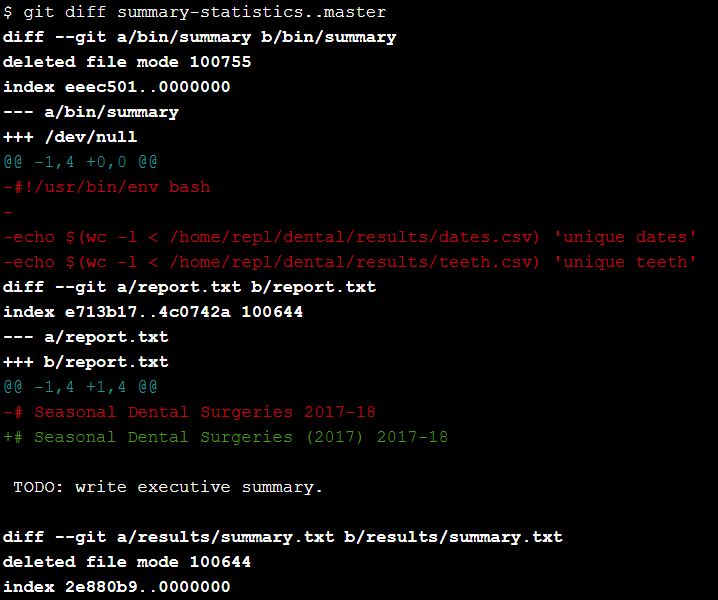 $ git diff summary-statistics..master
diff --git a/bin/summary b/bin/summary
deleted file mode 100755
index eeec501..0000000
--- a/bin/summary
+++ /dev/null
@@ -1,4 +0,0 @@
-#!/usr/bin/env bash
-
-echo $(wc -l < /home/repl/dental/results/dates.csv) 'unique dates'
-echo $(wc -l < /home/repl/dental/results/teeth.csv) 'unique teeth'
diff --git a/report.txt b/report.txt
index e713b17..4c0742a 100644
--- a/report.txt
+++ b/report.txt
@@ -1,4 +1,4 @@
-# Seasonal Dental Surgeries 2017-18
+# Seasonal Dental Surgeries (2017) 2017-18
 TODO: write executive summary.
diff --git a/results/summary.txt b/results/summary.txt
deleted file mode 100644
index 2e880b9..0000000